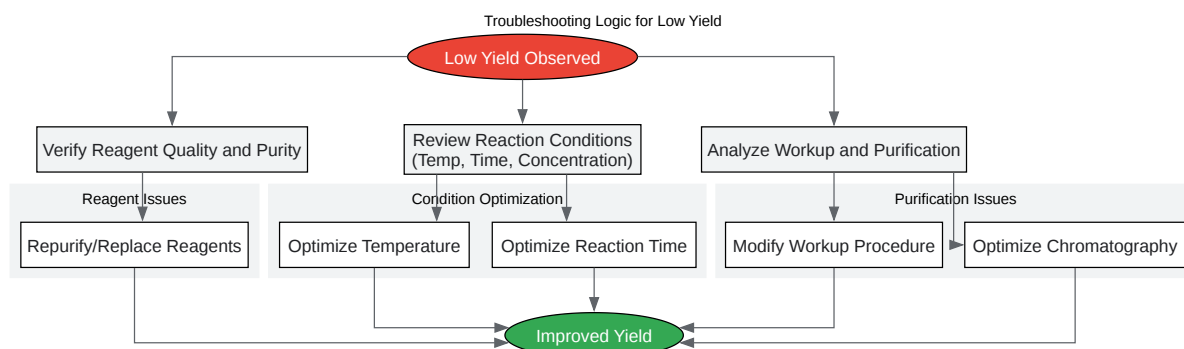 Troubleshooting Logic for Low Yield
Low Yield Observed
Verify Reagent Quality and Purity
Review Reaction Conditions
(Temp, Time, Concentration)
Analyze Workup and Purification
Reagent Issues
Condition Optimization
Purification Issues
Repurify/Replace Reagents
Optimize Temperature
Optimize Reaction Time
Modify Workup Procedure
Optimize Chromatography
Improved Yield